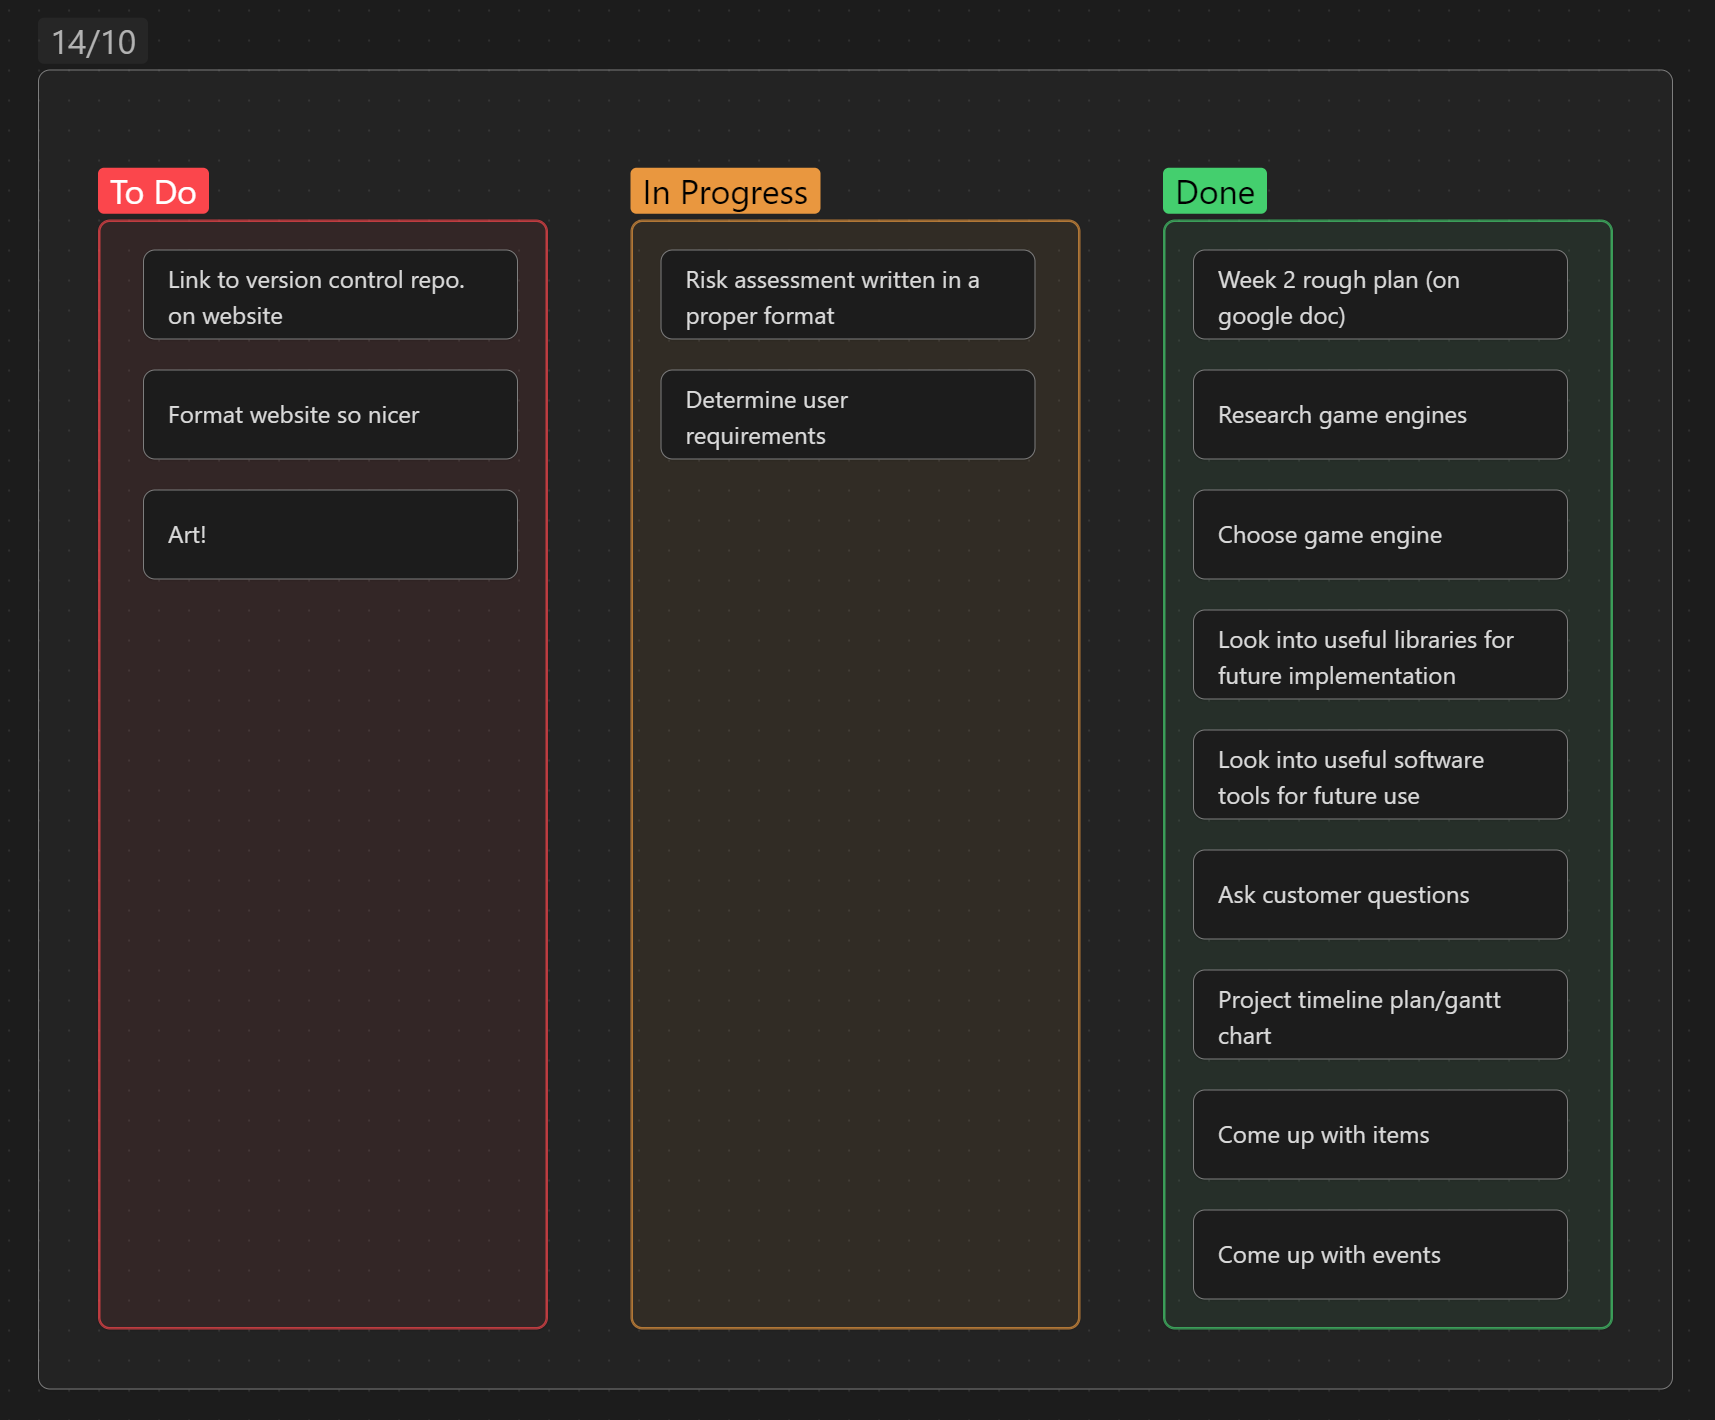 14/10
To Do
Link to version control repo.
on website
Format website so nicer
Art!
In Progress
Risk assessment written in a
proper format
Determine user
requirements
Done
Week 2 rough plan (on
google doc)
Research game engines
Choose game engine
Look into useful libraries for
future implementation
Look into useful software
tools for future use
Ask customer questions
Project timeline plan/gantt
chart
Come up with items
Come up with events